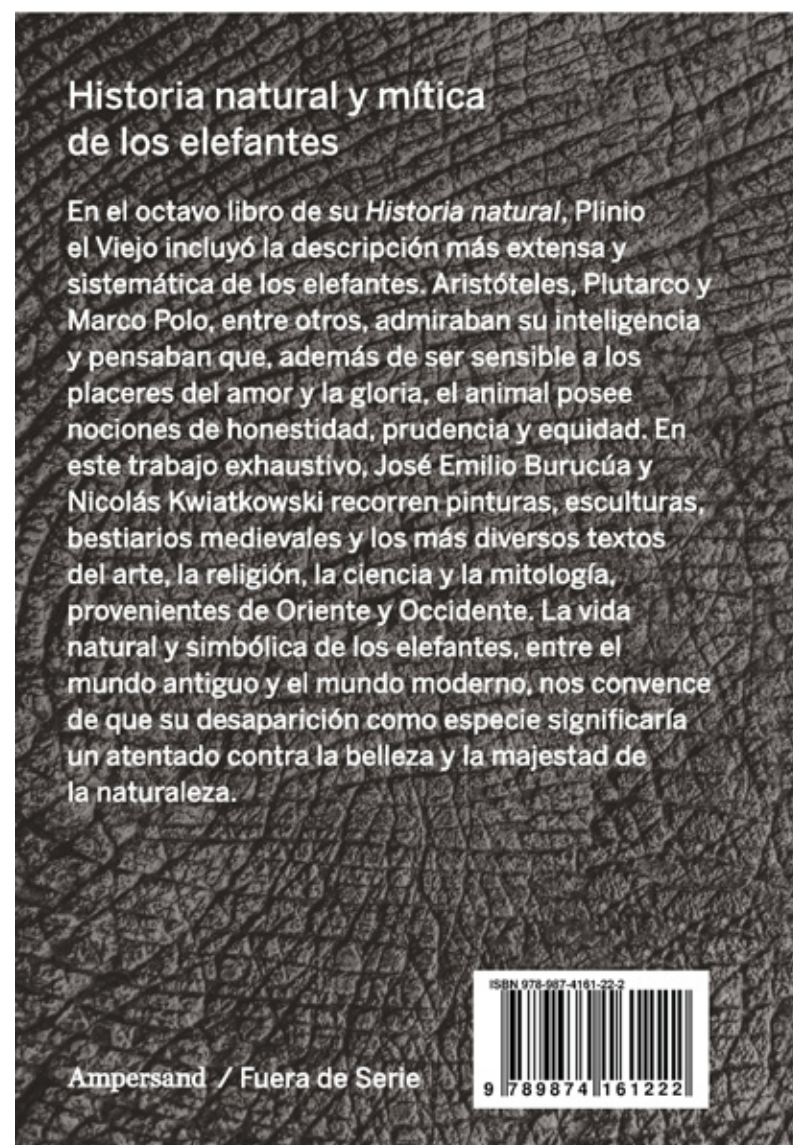 Historia natural y mítica
de los elefantes
En el octavo libro de su Historia natural, Plinio
el Viejo incluyó la descripción más extensa y
sistemática de los elefantes. Aristóteles, Plutarco y
Marco Polo, entre otros, admiraban su inteligencia
y pensaban que, además de ser sensible a los
placeres del amor y la gloria, el animal posee
nociones de honestidad, prudencia y equidad. En
este trabajo exhaustivo, José Emilio Burucúa y
Nicolás Kwiatkowski recorren pinturas, esculturas,
bestiarios medievales y los más diversos textos
del arte, la religión, la ciencia y la mitología,
provenientes de Oriente y Occidente. La vida
natural y simbólica de los elefantes, entre el
mundo antiguo y el mundo moderno, nos convence
de que su desaparición como especie significaría
un atentado contra la belleza y la majestad de
la naturaleza.
ISBN 978-987-4161-22-2
9 789874 161222
Ampersand / Fuera de Serie